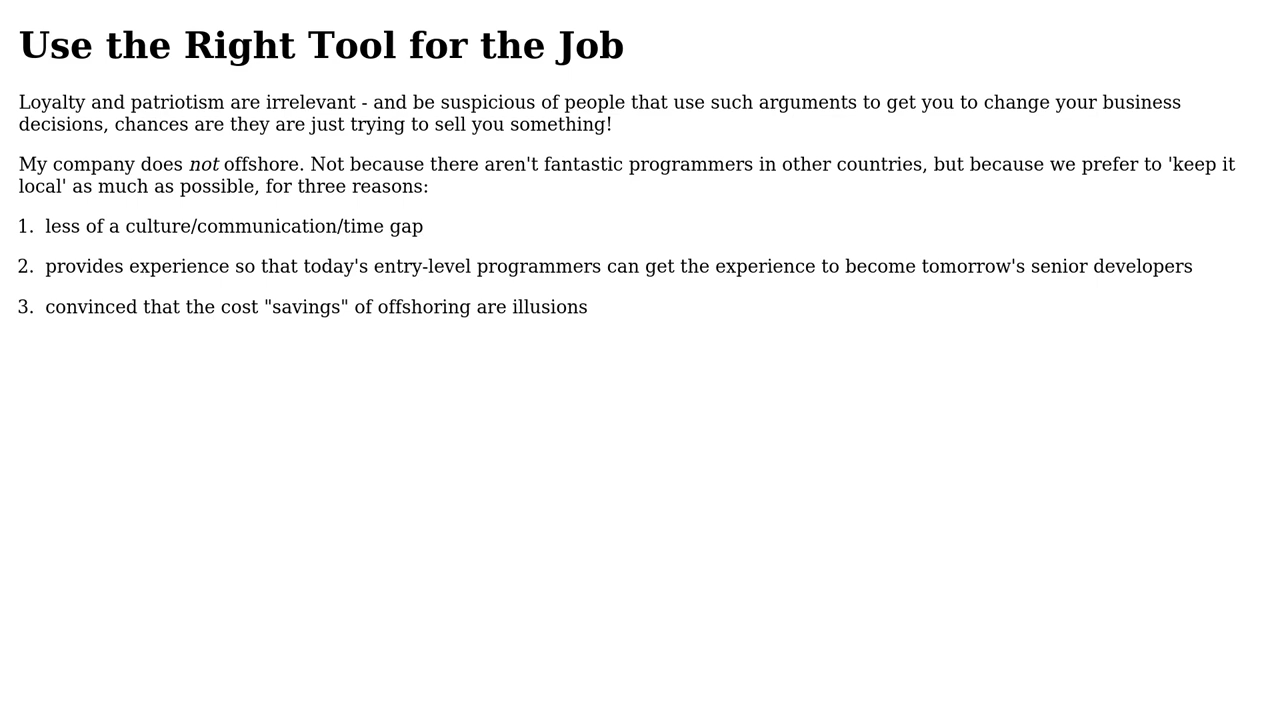 Use the Right Tool for the Job
Loyalty and patriotism are irrelevant - and be suspicious of people that use such arguments to get you to change your business
decisions, chances are they are just trying to sell you something!
My company does not offshore. Not because there aren't fantastic programmers in other countries, but because we prefer to 'keep it
local' as much as possible, for three reasons:
1. less of a culture/communication/time gap
2. provides experience so that today's entry-level programmers can get the experience to become tomorrow's senior developers
3. convinced that the cost "savings" of offshoring are illusions